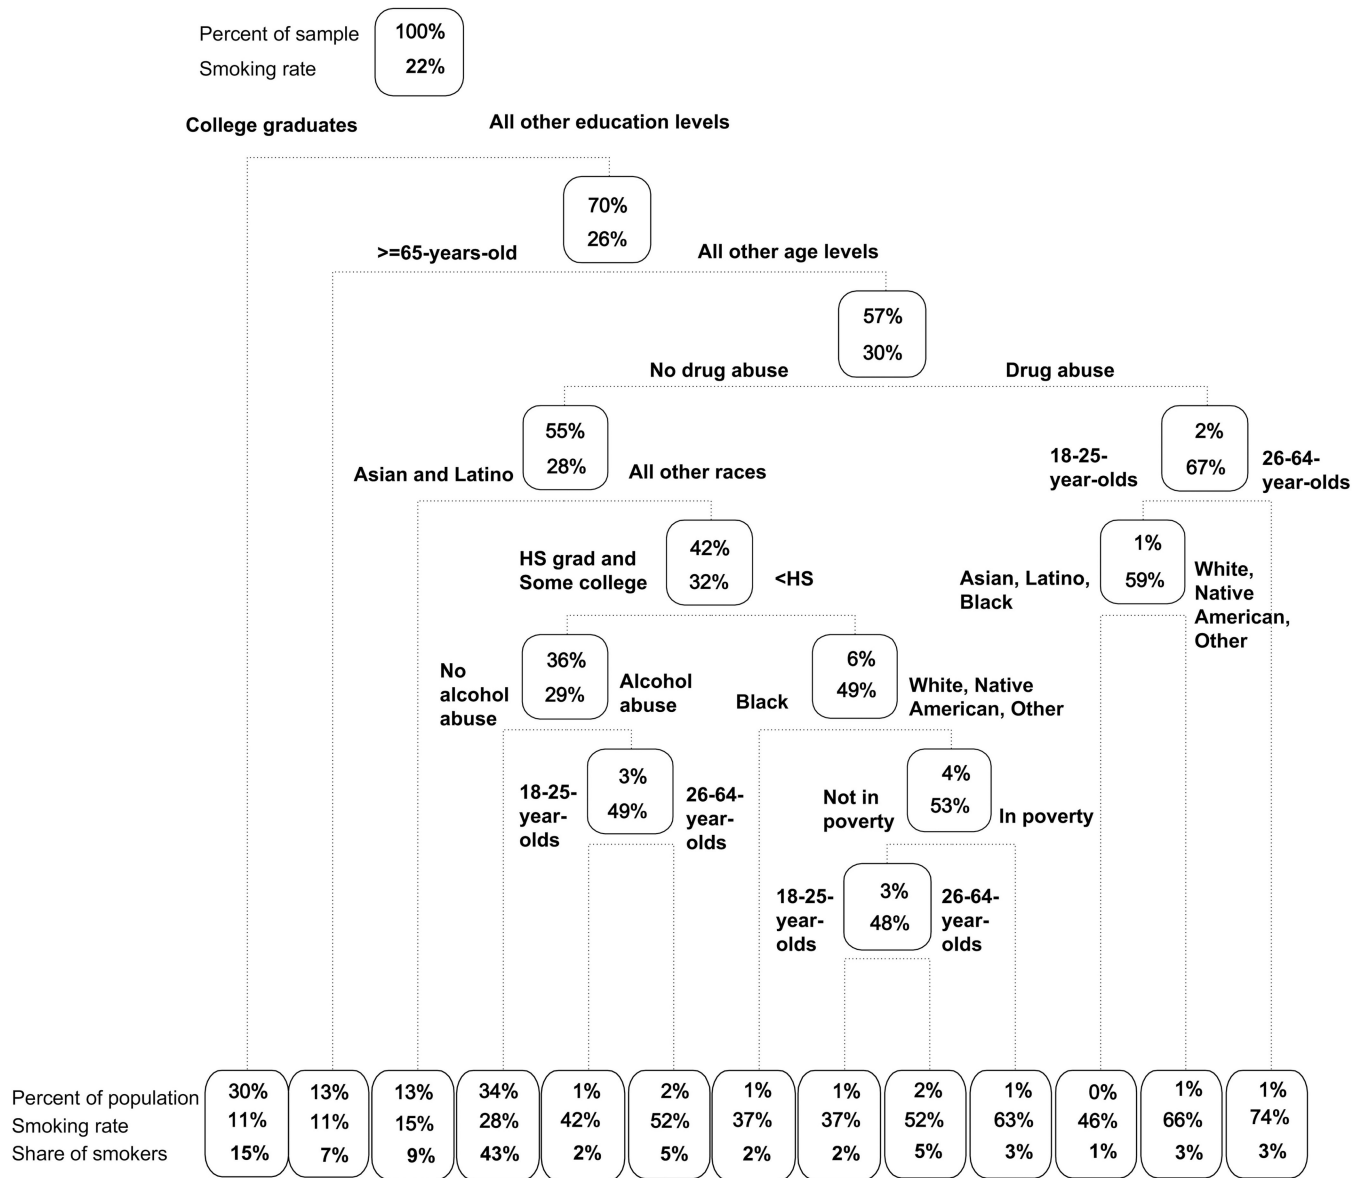 Percent of sample 100%
Smoking rate 22%
College graduates
All other education levels
70%
26%
>=65-years-old
All other age levels
57%
30%
No drug abuse
Drug abuse
55%
28%
Asian and Latino
All other races
2%
67%
18-25-
year-olds
26-64-
year-olds
42%
32%
HS grad and
Some college
<HS
1%
59%
Asian, Latino,
Black
White,
Native
American,
Other
36%
29%
No
alcohol
abuse
Alcohol
abuse
6%
49%
Black
White, Native
American, Other
3%
49%
18-25-
year-
olds
26-64-
year-
olds
4%
53%
Not in
poverty
In poverty
3%
48%
18-25-
year-
olds
26-64-
year-
olds
Percent of population 30% 13% 13% 34% 1% 2% 1% 1% 2% 1% 0% 1% 1%
Smoking rate 11% 11% 15% 28% 42% 52% 37% 37% 52% 63% 46% 66% 74%
Share of smokers 15% 7% 9% 43% 2% 5% 2% 2% 5% 3% 1% 3% 3%